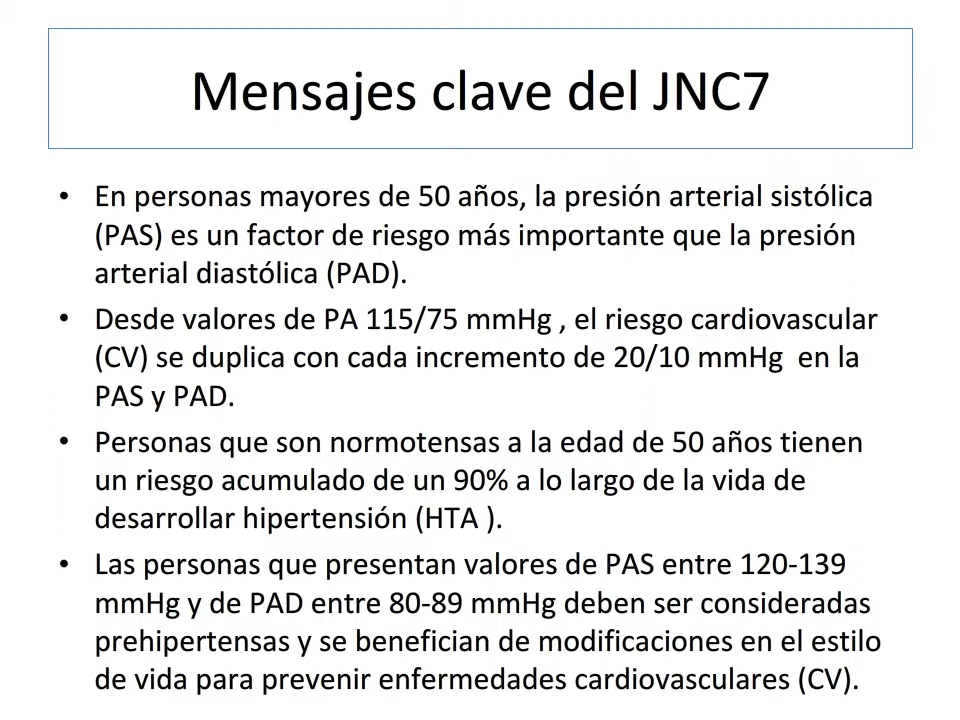 Mensajes clave del JNC7
• En personas mayores de 50 años, la presión arterial sistólica
(PAS) es un factor de riesgo más importante que la presión
arterial diastólica (PAD).
• Desde valores de PA 115/75 mmHg , el riesgo cardiovascular
(CV) se duplica con cada incremento de 20/10 mmHg  en la
PAS y PAD.
• Personas que son normotensas a la edad de 50 años tienen
un riesgo acumulado de un 90% a lo largo de la vida de
desarrollar hipertensión (HTA ).
• Las personas que presentan valores de PAS entre 120-139
mmHg y de PAD entre 80-89 mmHg deben ser consideradas
prehipertensas y se benefician de modificaciones en el estilo
de vida para prevenir enfermedades cardiovasculares (CV).